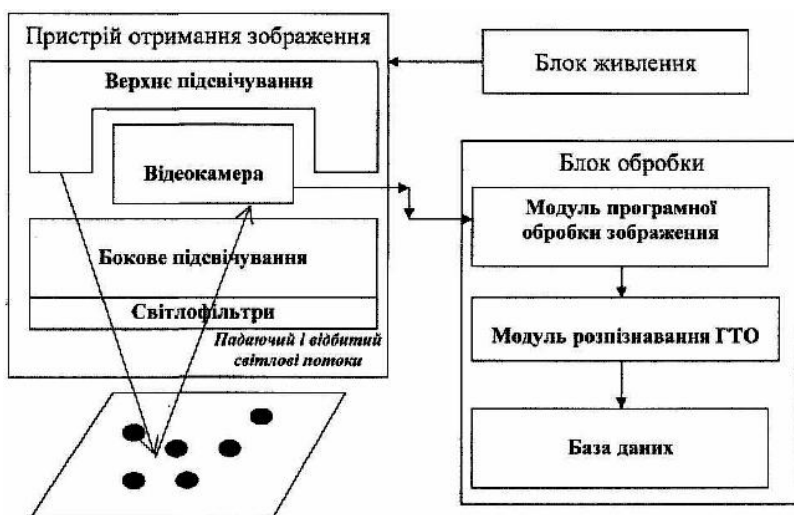 Пристрій отримання зображення
Верхнє підсвічування
Відеокамера
Бокове підсвічування
Світлофільтри
Падаючий і відбитий
світлові потоки
Блок живлення
Блок обробки
Модуль програмної
обробки зображення
Модуль розпізнавання ГТО
База даних